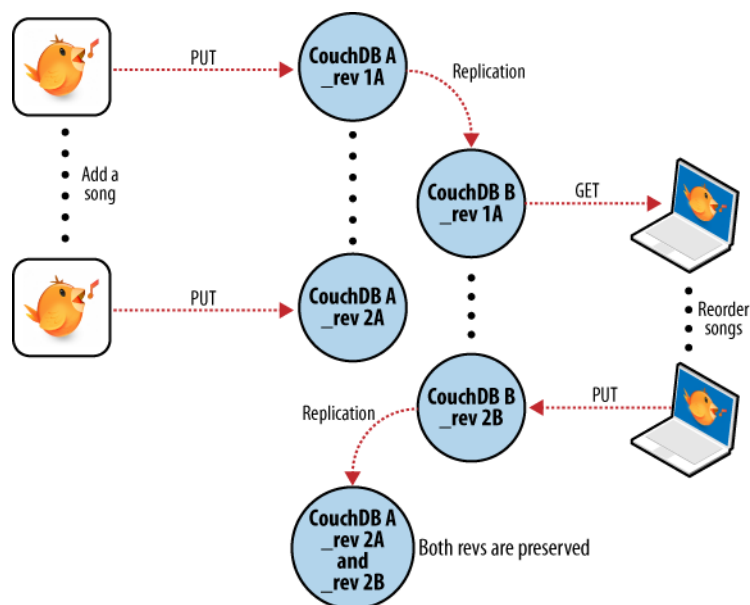 PUT
CouchDB A
_rev 1A
Replication
Add a
song
CouchDB B
_rev 1A
GET
PUT
CouchDB A
_rev 2A
Reorder
songs
Replication
CouchDB B
_rev 2B
PUT
CouchDB A
_rev 2A
and
_rev 2B
Both revs are preserved